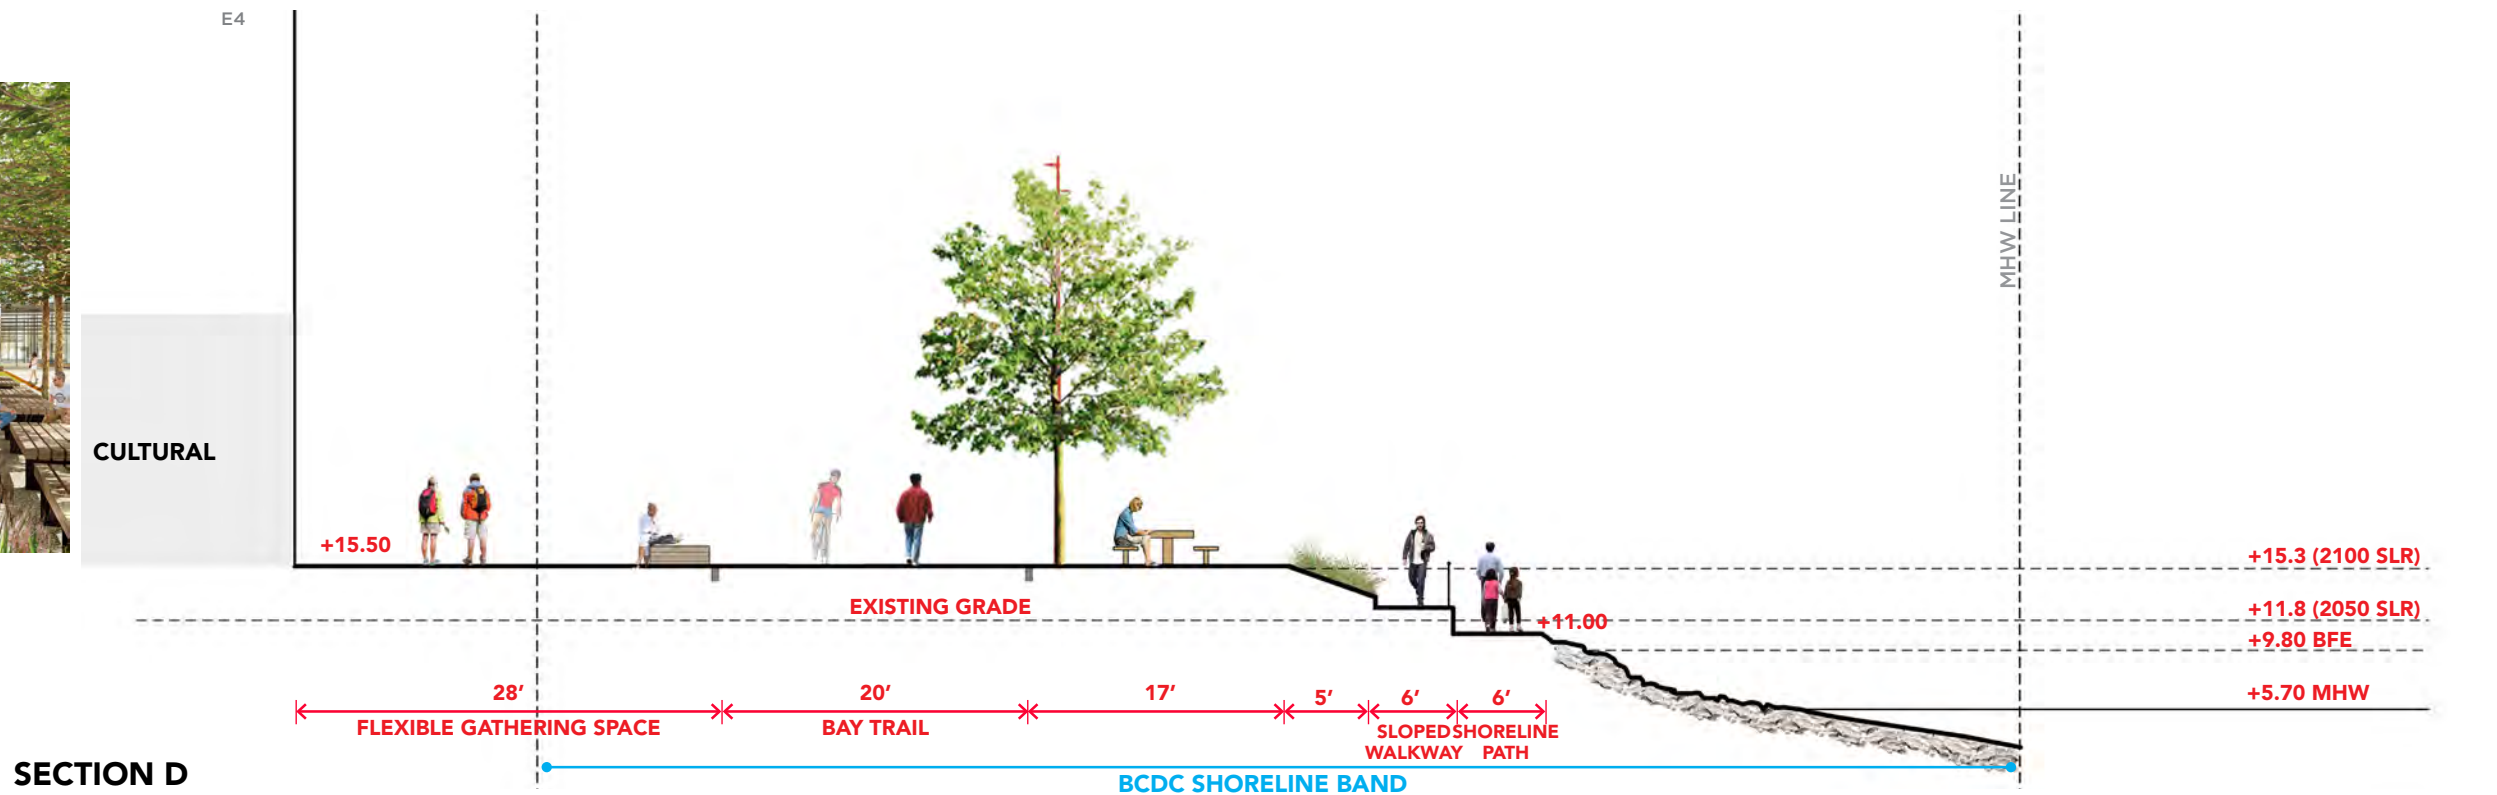 E4
MHW LINE
CULTURAL
+15.50
+15.3 (2100 SLR)
EXISTING GRADE
+11.8 (2050 SLR)
+11.00
+9.80 BFE
+5.70 MHW
28’
20’
17’
5’
6’
6’
FLEXIBLE GATHERING SPACE
BAY TRAIL
SLOPED
WALKWAY
SHORELINE
PATH
SECTION D
BCDC SHORELINE BAND